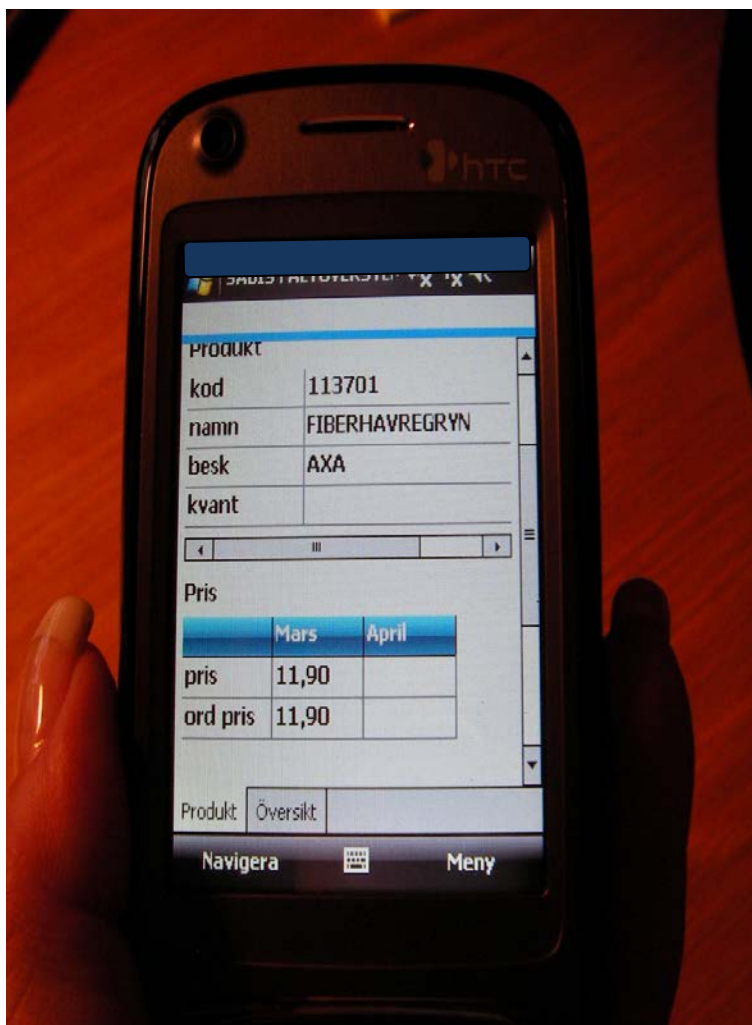 hTC
Produkt
kod 113701
namn FIBERHAVREGRYN
besk AXA
kvant
Pris
Mars April
pris 11,90
ord pris 11,90
Produkt Översikt
Navigera Meny